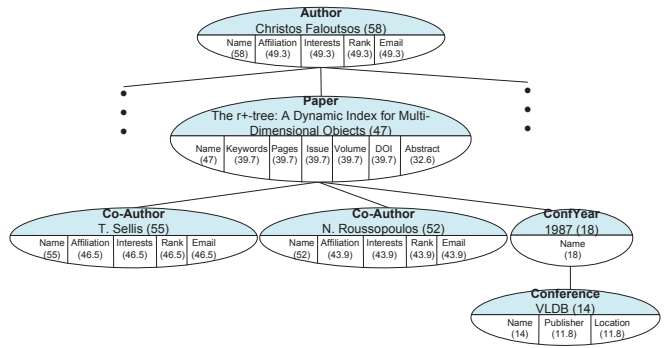 Author
Christos Faloutsos (58)
Name Affiliation Interests Rank Email
(58) (49.3) (49.3) (49.3) (49.3)
Paper
The r+-tree: A Dynamic Index for Multi-
Dimensional Objects (47)
Name Keywords Pages Issue Volume DOI Abstract
(47) (39.7) (39.7) (39.7) (39.7) (39.7) (32.6)
Co-Author
T. Sellis (55)
Name Affiliation Interests Rank Email
(55) (46.5) (46.5) (46.5) (46.5)
Co-Author
N. Roussopoulos (52)
Name Affiliation Interests Rank Email
(52) (43.9) (43.9) (43.9) (43.9)
ConfYear
1987 (18)
Name
(18)
Conference
VLDB (14)
Name Publisher Location
(14) (11.8) (11.8)